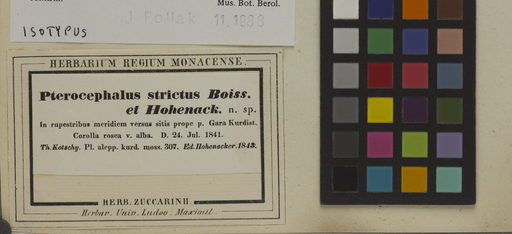 Mus. Bot. Berol.
J Pollak 11.1988
ISOTYPUS
HERBARIUM REGIUM MONACENSE.
Pterocephalus strictus Boiss.
et Hohenack. n. sp.
In rupestribus meridiem versus sitis prope p. Gara Kurdist.
Corolla rosea v. alba. D. 24. Jul. 1841.
Th. Kotschy. Pl. alepp. kurd. moss. 307. Ed. Hohenacker. 1843.
HERB. ZUCCARINII.
Herbar. Univ. Ludov. Maximil.